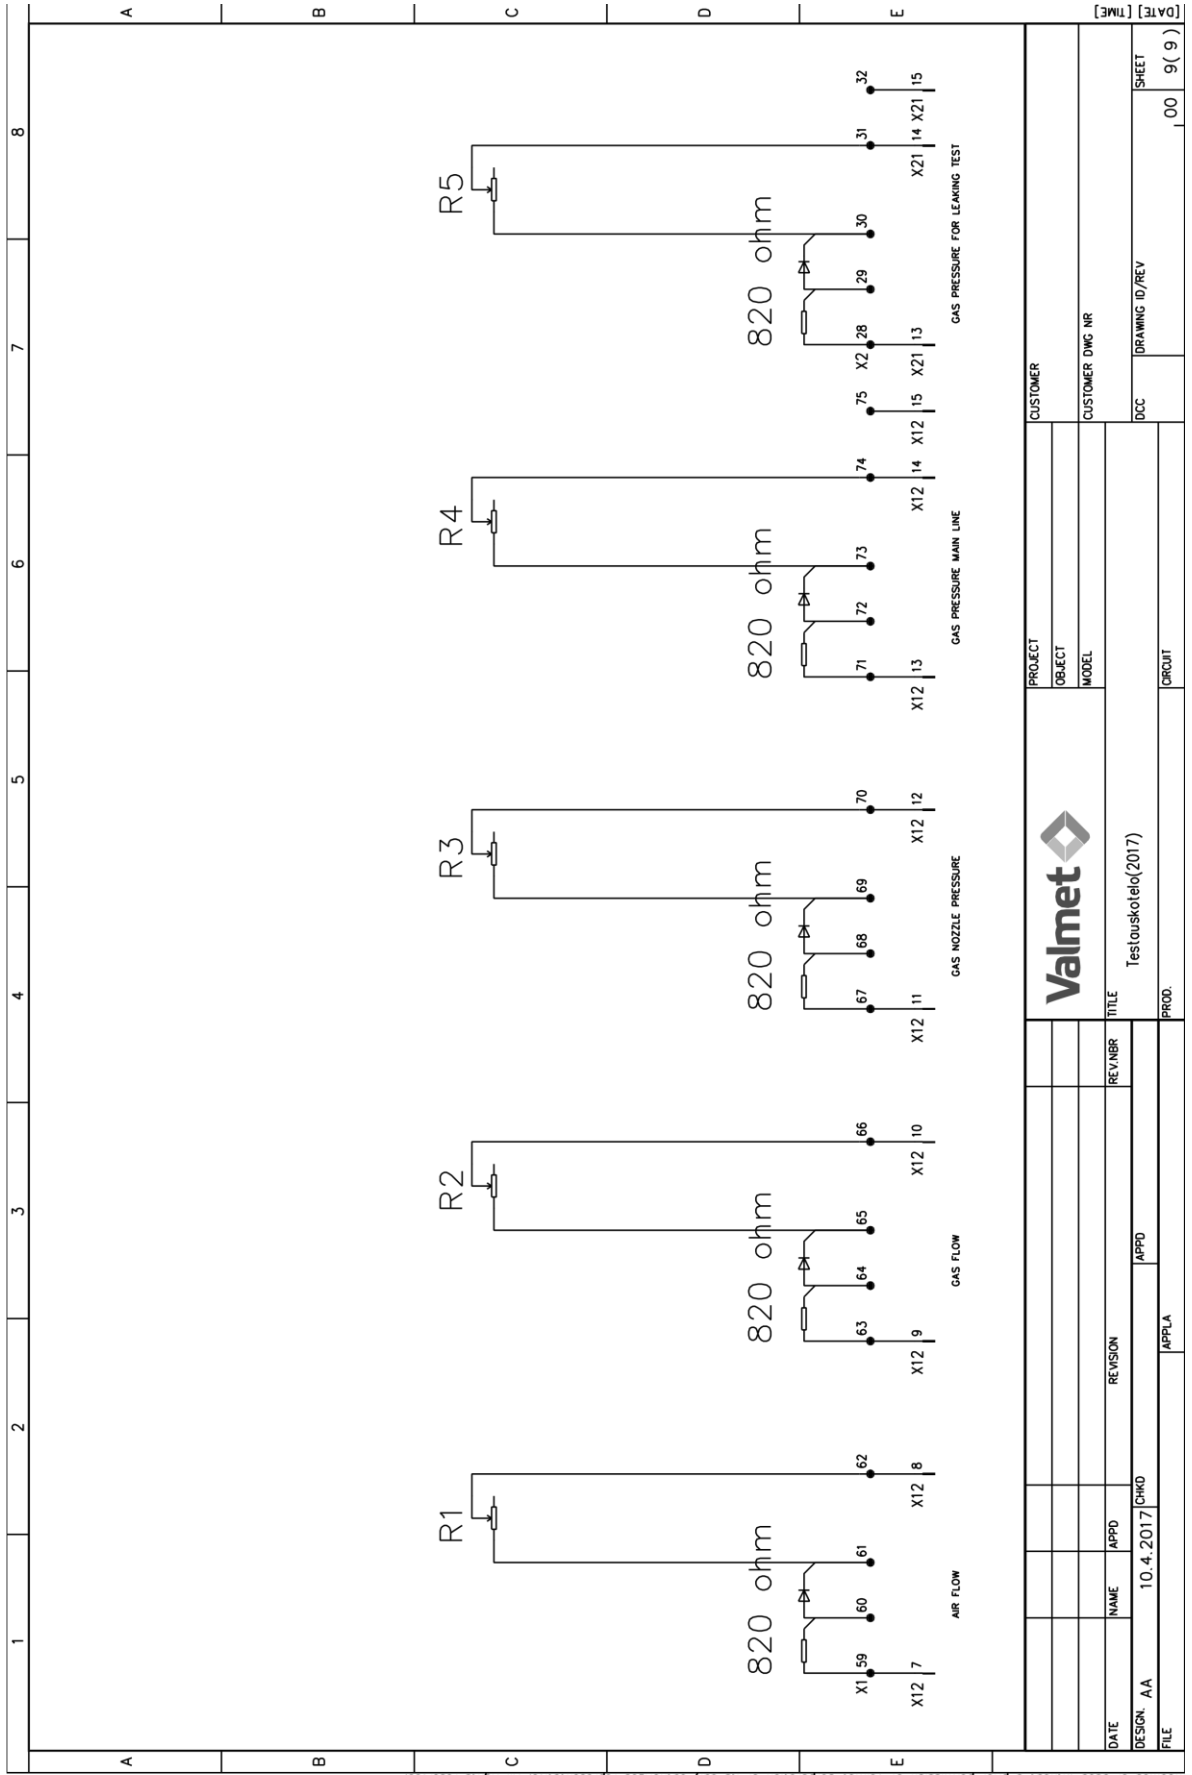 1 2 3 4 5 6 7 8
A A
B B
C C
D D
E E
R1 R2 R3 R4 R5
820 ohm 820 ohm 820 ohm 820 ohm 820 ohm
X1 59 60 61 62 63 64 65 66 67 68 69 70 71 72 73 74 75 X2 28 29 30 31 32
X12 7 X12 8 X12 9 X12 10 X12 11 X12 12 X12 13 X12 14 X12 15 X21 13 X21 14 X21 15
AIR FLOW GAS FLOW GAS NOZZLE PRESSURE GAS PRESSURE MAIN LINE GAS PRESSURE FOR LEAKING TEST
Valmet
PROJECT CUSTOMER
OBJECT
MODEL CUSTOMER DWG NR
DATE NAME APPD REVISION REV.NBR TITLE
Testauskotelo(2017)
DESIGN. AA 10.4.2017 CHKD APPD DCC DRAWING ID/REV SHEET
FILE APPLA PROD. CIRCUIT 00 9( 9 )
[DATE] [TIME]